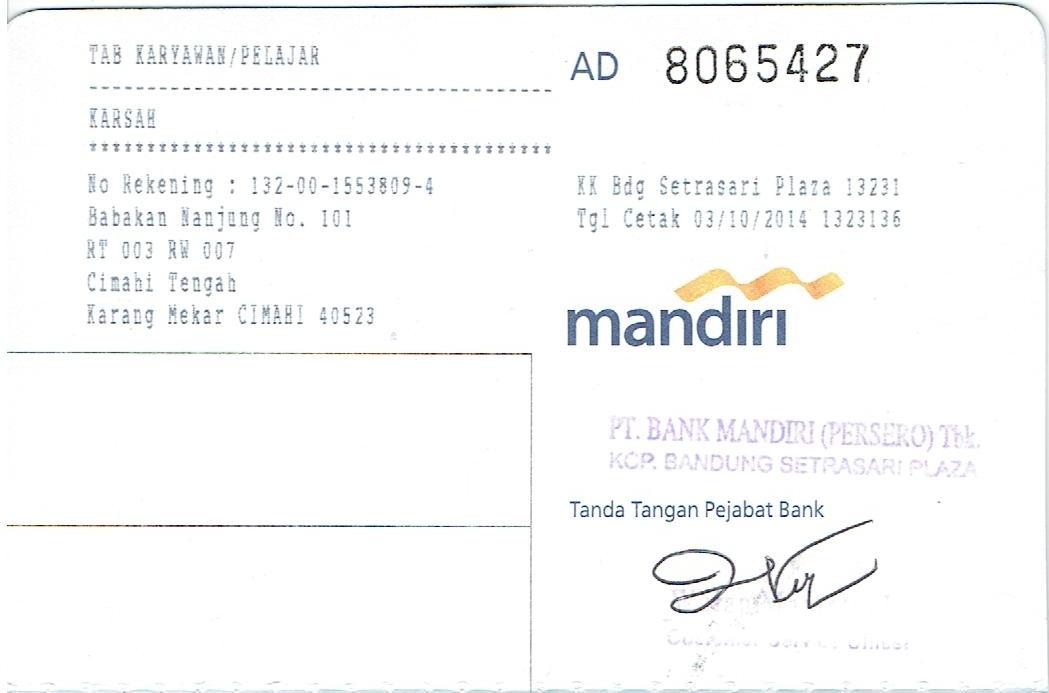 TAB KARYAWAN/PELAJAR
AD 8065427
----------------------------------------
KARSAH
****************************************
No Rekening : 132-00-1553809-4
Babakan Nanjung No. 101
RT 003 RW 007
Cimahi Tengah
Karang Mekar CIMAHI 40523
KK Bdg Setrasari Plaza 13231
Tgl Cetak 03/10/2014 1323136
mandiri
PT. BANK MANDIRI (PERSERO) Tbk.
KCP. BANDUNG SETRASARI PLAZA
Tanda Tangan Pejabat Bank
Customer Service Officer